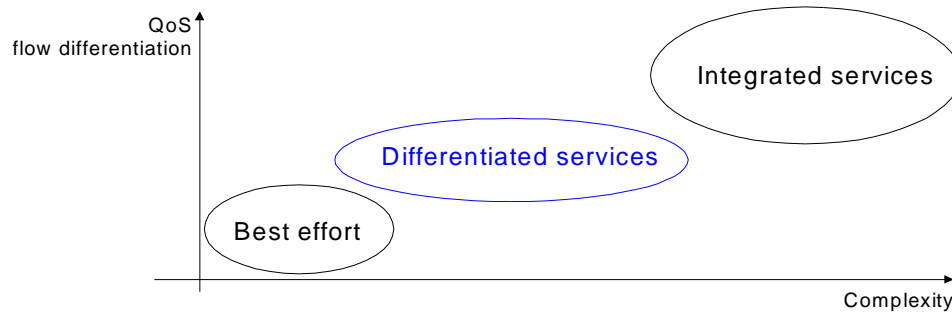 QoS
flow differentiation
Integrated services
Differentiated services
Best effort
Complexity